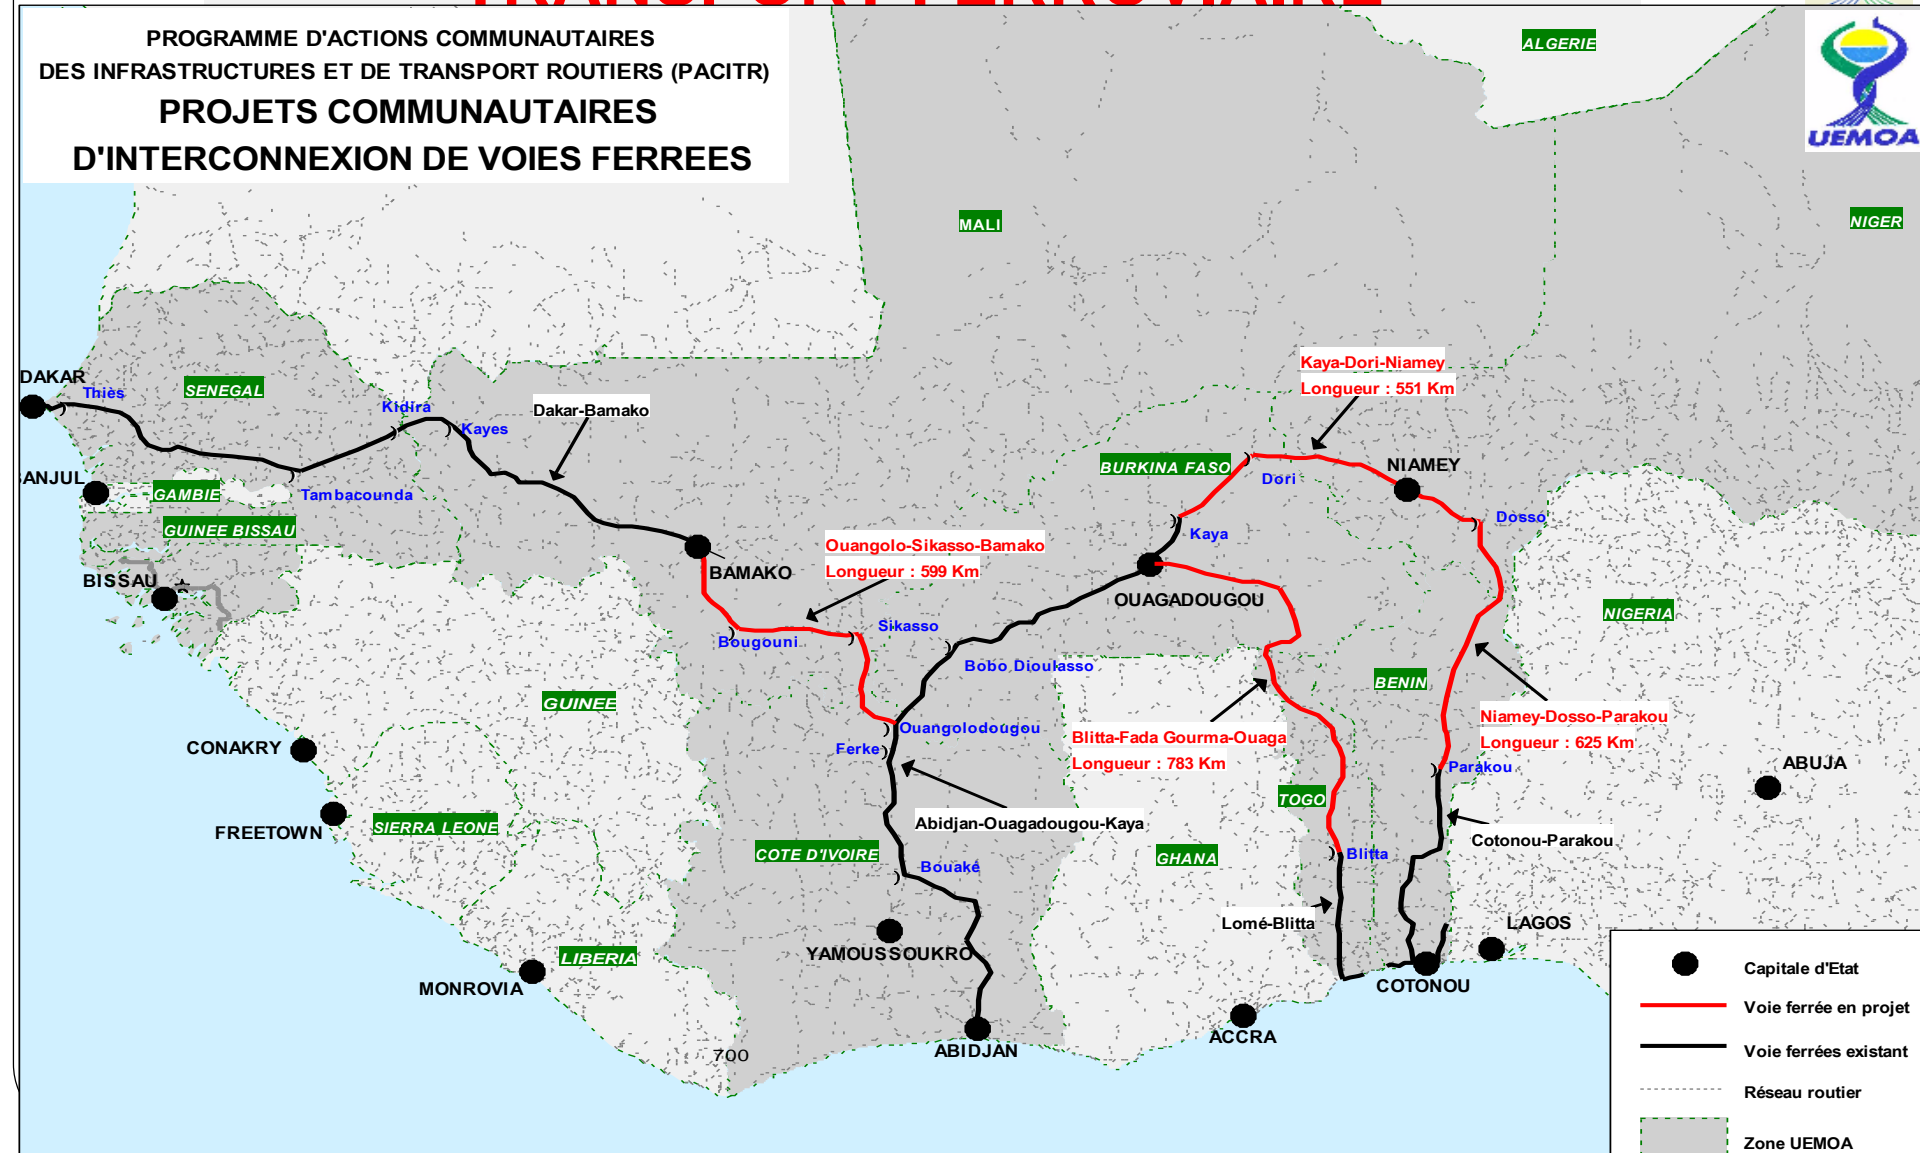 TRANSPORT FERROVIAIRE
PROGRAMME D'ACTIONS COMMUNAUTAIRES
DES INFRASTRUCTURES ET DE TRANSPORT ROUTIERS (PACITR)
PROJETS COMMUNAUTAIRES
D'INTERCONNEXION DE VOIES FERREES
UEMOA
ALGERIE
MALI
NIGER
Kaya-Dori-Niamey
Longueur : 551 Km
DAKAR
Thiès
SENEGAL
Kidira
Dakar-Bamako
Kayes
BURKINA FASO
NIAMEY
Dori
ANJUL
GAMBIE
Tambacounda
GUINEE BISSAU
Dosso
Kaya
Ouangolo-Sikasso-Bamako
Longueur : 599 Km
BAMAKO
BISSAU
OUAGADOUGOU
NIGERIA
Sikasso
Bougouni
Bobo Dioulasso
BENIN
GUINEE
Niamey-Dosso-Parakou
Longueur : 625 Km
Ouangolodougou
Blitta-Fada Gourma-Ouaga
Longueur : 783 Km
CONAKRY
Ferke
Parakou
ABUJA
TOGO
FREETOWN
SIERRA LEONE
Abidjan-Ouagadougou-Kaya
Cotonou-Parakou
COTE D'IVOIRE
GHANA
Blitta
Bouaké
Lomé-Blitta
LAGOS
YAMOUSSOUKRO
LIBERIA
MONROVIA
COTONOU
ACCRA
ABIDJAN
700
Capitale d'Etat
Voie ferrée en projet
Voie ferrées existant
Réseau routier
Zone UEMOA